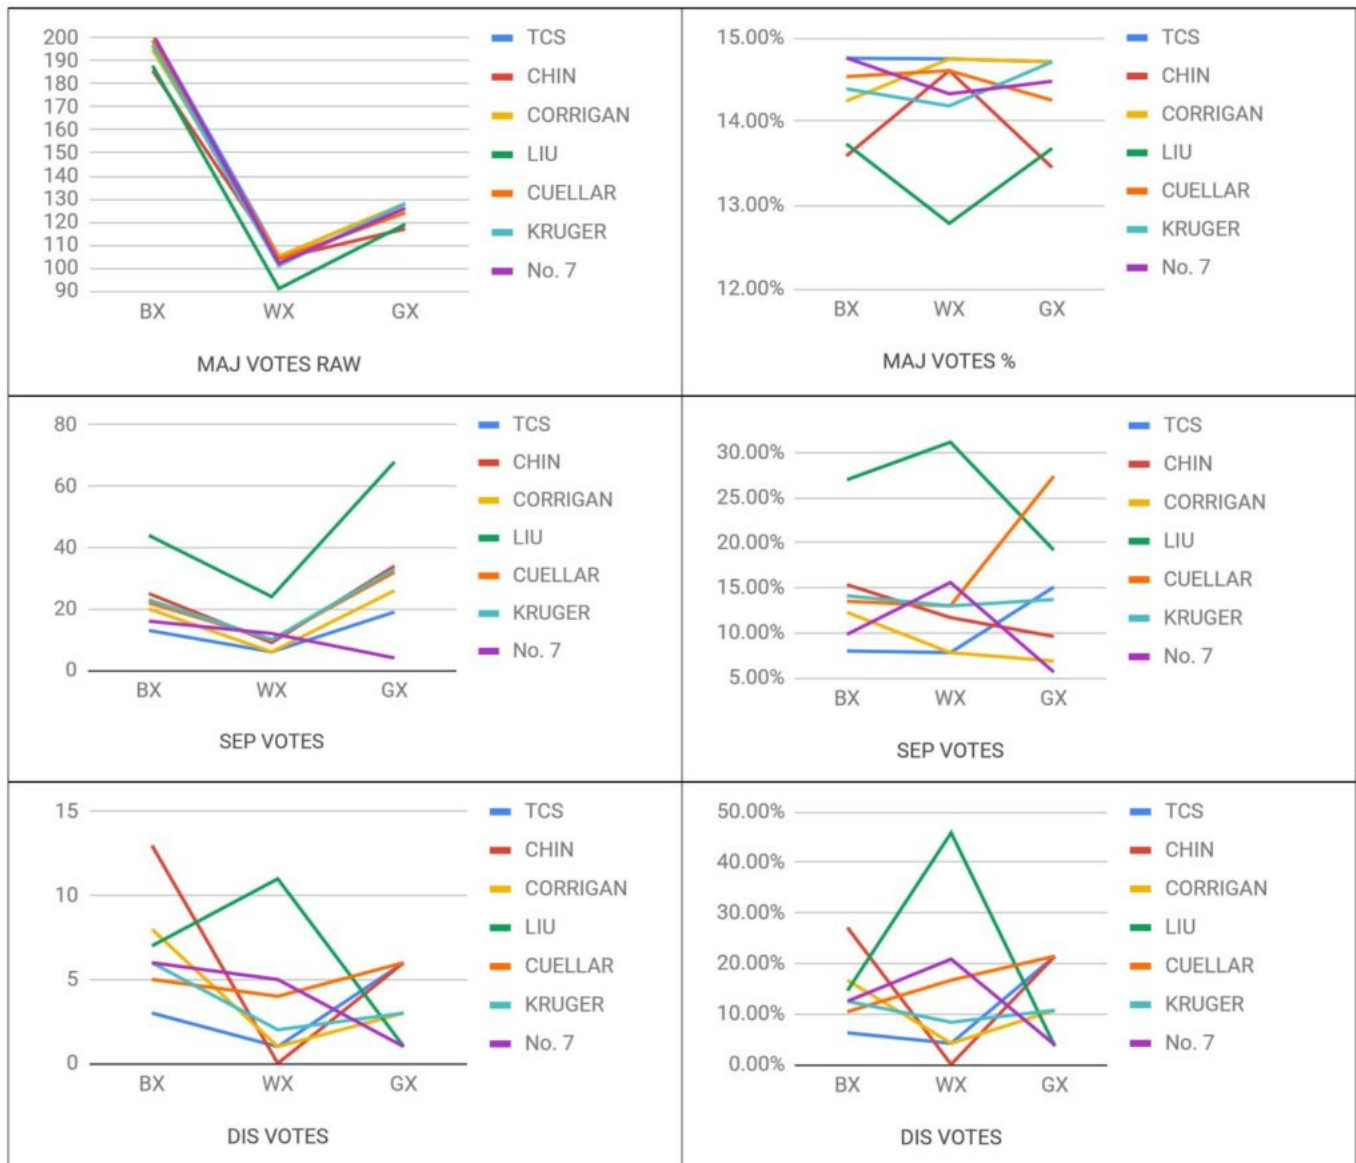 200
190
180
170
160
150
140
130
120
110
100
90
BX WX GX
TCS
CHIN
CORRIGAN
LIU
CUELLAR
KRUGER
No. 7
MAJ VOTES RAW
15.00%
14.00%
13.00%
12.00%
BX WX GX
TCS
CHIN
CORRIGAN
LIU
CUELLAR
KRUGER
No. 7
MAJ VOTES %
80
60
40
20
0
BX WX GX
TCS
CHIN
CORRIGAN
LIU
CUELLAR
KRUGER
No. 7
SEP VOTES
30.00%
25.00%
20.00%
15.00%
10.00%
5.00%
BX WX GX
TCS
CHIN
CORRIGAN
LIU
CUELLAR
KRUGER
No. 7
SEP VOTES
15
10
5
0
BX WX GX
TCS
CHIN
CORRIGAN
LIU
CUELLAR
KRUGER
No. 7
DIS VOTES
50.00%
40.00%
30.00%
20.00%
10.00%
0.00%
BX WX GX
TCS
CHIN
CORRIGAN
LIU
CUELLAR
KRUGER
No. 7
DIS VOTES